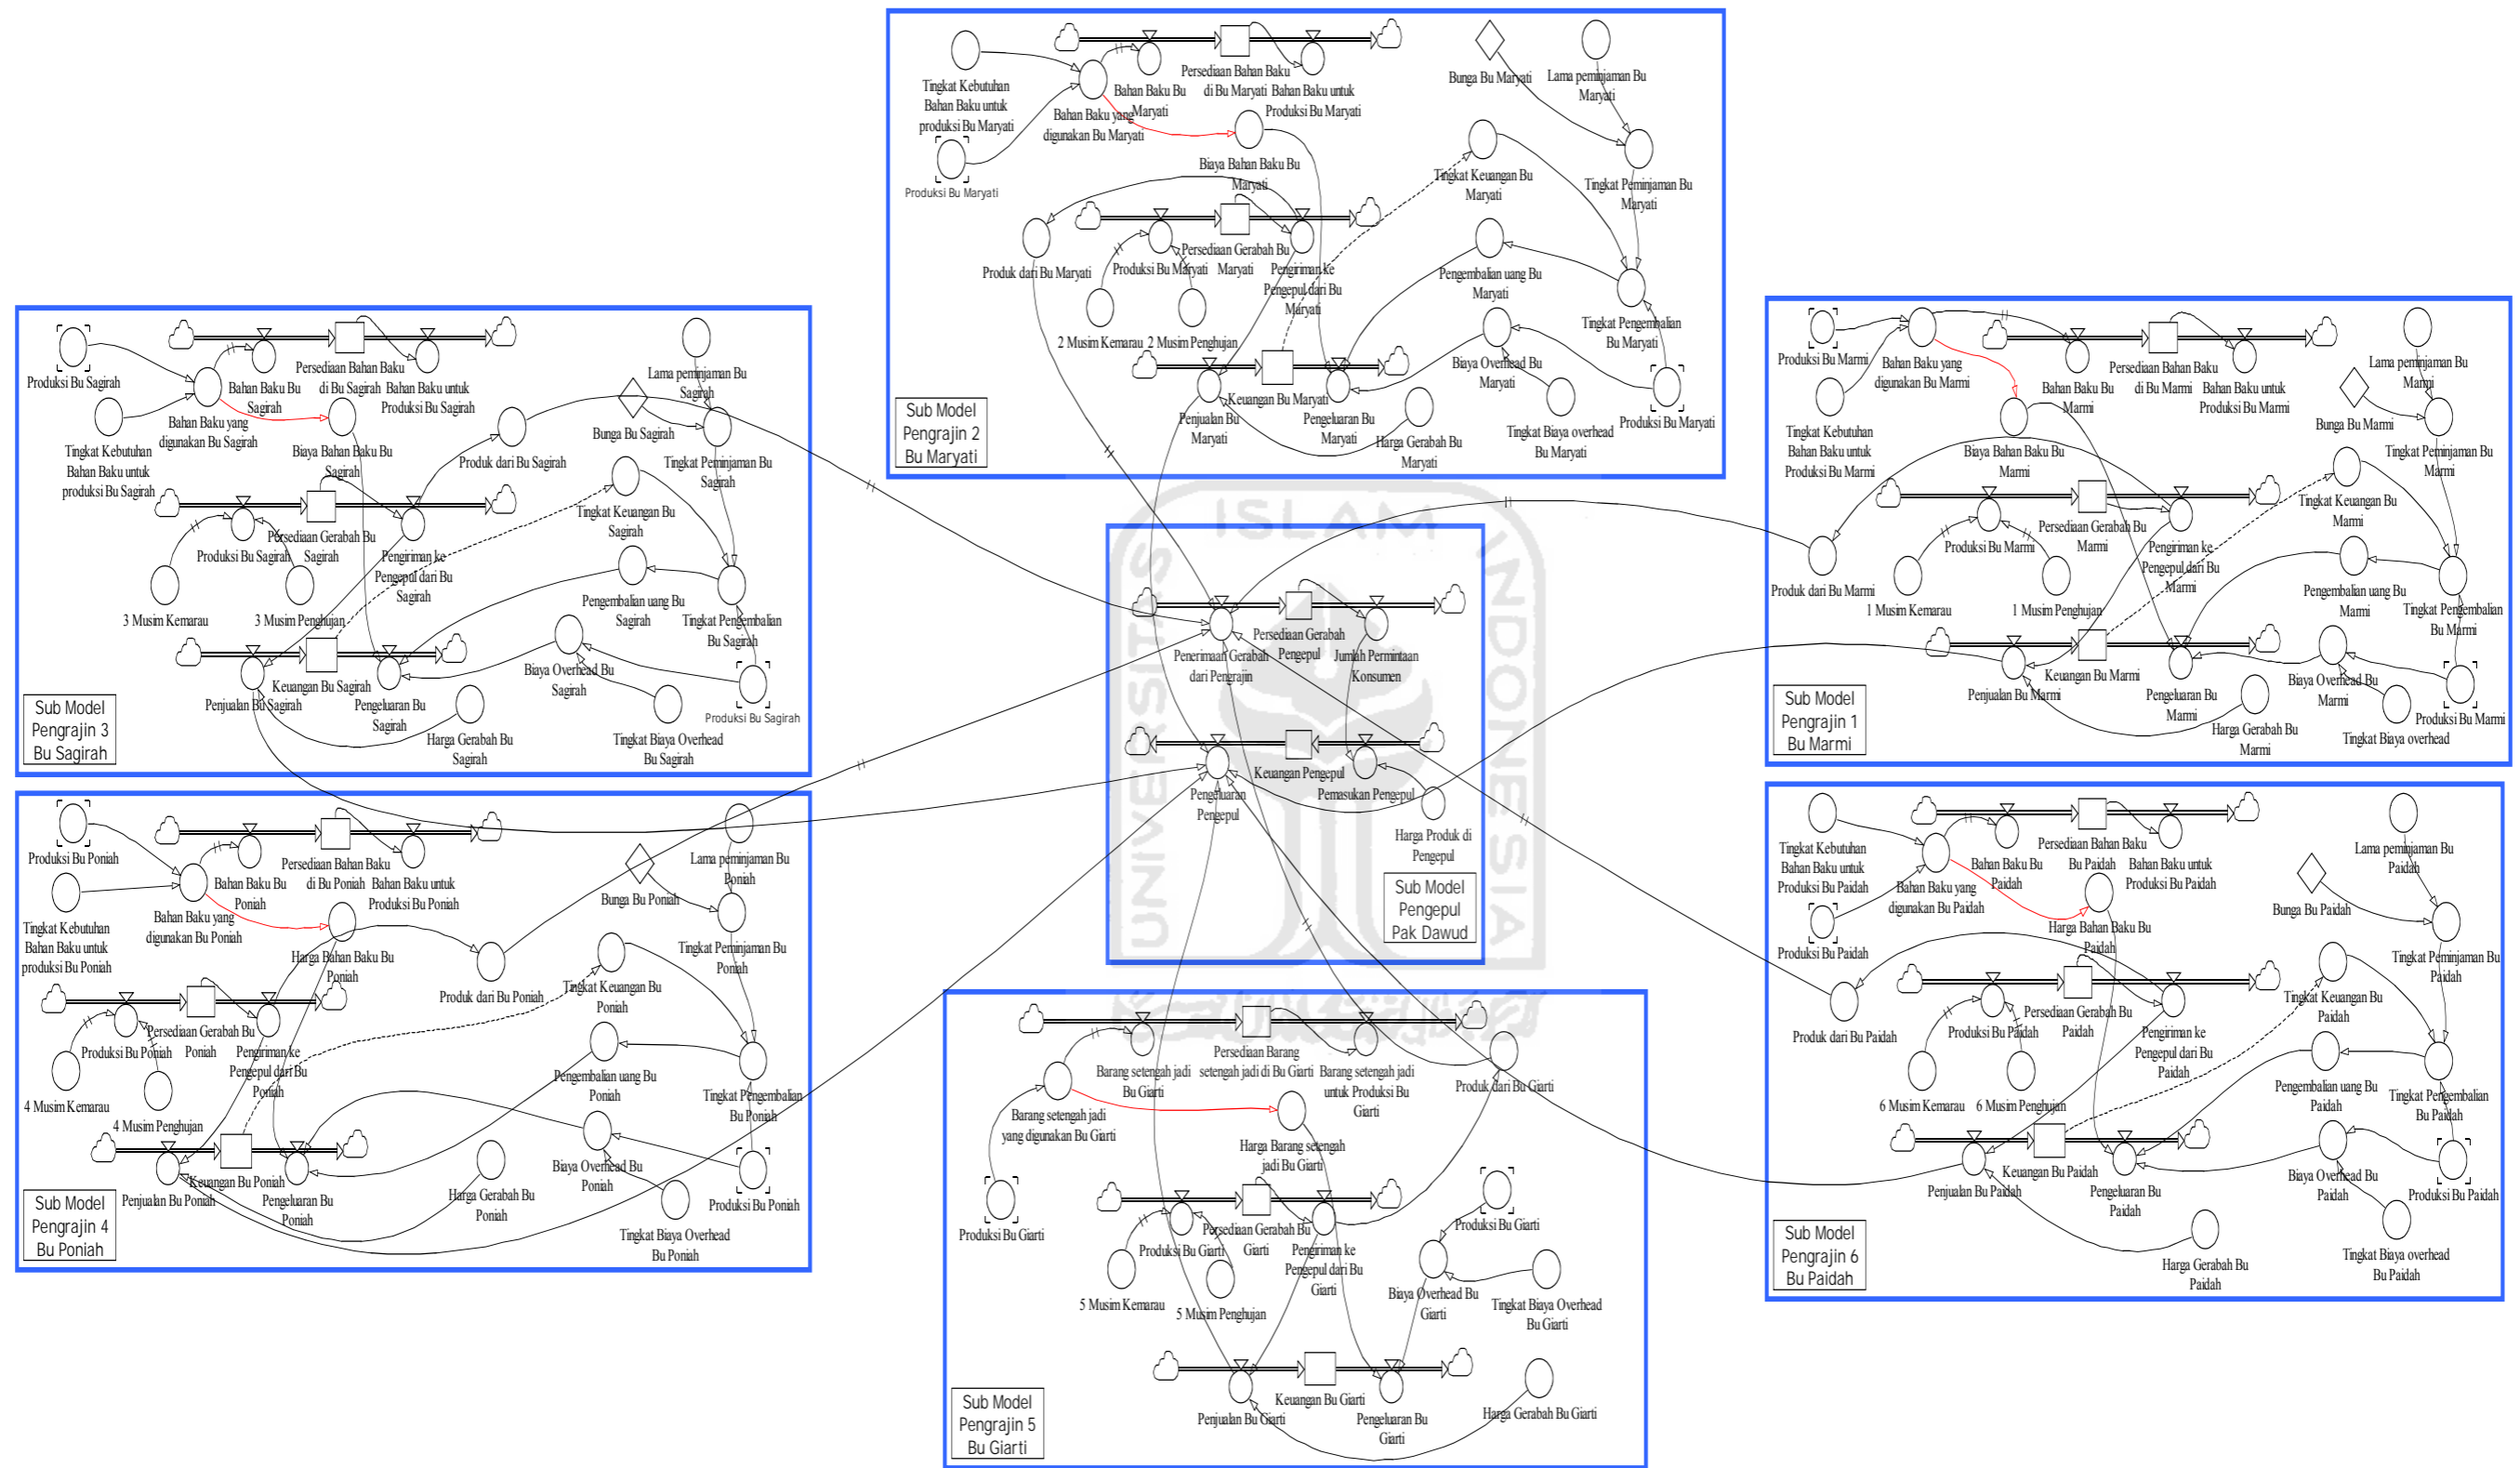 Tingkat Kebutuhan
Bahan Baku untuk
produksi Bu Maryati
Bahan Baku yang
digunakan Bu Maryati
Bahan Baku Bu
Maryati
Persediaan Bahan Baku
di Bu Maryati
Bahan Baku untuk
Produksi Bu Maryati
Bunga Bu Maryati
Lama peminjaman Bu
Maryati
Produksi Bu Maryati
Biaya Bahan Baku Bu
Maryati
Tingkat Keuangan Bu
Maryati
Tingkat Peminjaman Bu
Maryati
Produk dari Bu Maryati
Produksi Bu Maryati
Persediaan Gerabah Bu
Maryati
Pengiriman ke
Pengepul dari Bu
Maryati
Pengembalian uang Bu
Maryati
Tingkat Pengembalian
Bu Maryati
2 Musim Kemarau
2 Musim Penghujan
Biaya Overhead Bu
Maryati
Keuangan Bu Maryati
Penjualan Bu
Maryati
Pengeluaran Bu
Maryati
Harga Gerabah Bu
Maryati
Tingkat Biaya overhead
Bu Maryati
Produksi Bu Maryati
Sub Model
Pengrajin 2
Bu Maryati
Produksi Bu Sagirah
Bahan Baku Bu
Sagirah
Persediaan Bahan Baku
di Bu Sagirah
Bahan Baku untuk
Produksi Bu Sagirah
Lama peminjaman Bu
Sagirah
Bahan Baku yang
digunakan Bu Sagirah
Tingkat Kebutuhan
Bahan Baku untuk
produksi Bu Sagirah
Biaya Bahan Baku Bu
Sagirah
Produk dari Bu Sagirah
Bunga Bu Sagirah
Tingkat Peminjaman Bu
Sagirah
Tingkat Keuangan Bu
Sagirah
Produksi Bu Sagirah
Persediaan Gerabah Bu
Sagirah
Pengiriman ke
Pengepul dari Bu
Sagirah
3 Musim Kemarau
3 Musim Penghujan
Pengembalian uang Bu
Sagirah
Tingkat Pengembalian
Bu Sagirah
Keuangan Bu Sagirah
Penjualan Bu Sagirah
Pengeluaran Bu
Sagirah
Biaya Overhead Bu
Sagirah
Harga Gerabah Bu
Sagirah
Tingkat Biaya Overhead
Bu Sagirah
Produksi Bu Sagirah
Sub Model
Pengrajin 3
Bu Sagirah
Produksi Bu Marmi
Bahan Baku yang
digunakan Bu Marmi
Bahan Baku Bu
Marmi
Persediaan Bahan Baku
di Bu Marmi
Bahan Baku untuk
Produksi Bu Marmi
Lama peminjaman Bu
Marmi
Bunga Bu Marmi
Tingkat Kebutuhan
Bahan Baku untuk
Produksi Bu Marmi
Biaya Bahan Baku Bu
Marmi
Tingkat Peminjaman Bu
Marmi
Tingkat Keuangan Bu
Marmi
Produksi Bu Marmi
Persediaan Gerabah Bu
Marmi
Pengiriman ke
Pengepul dari Bu
Marmi
Produk dari Bu Marmi
1 Musim Kemarau
1 Musim Penghujan
Pengembalian uang Bu
Marmi
Tingkat Pengembalian
Bu Marmi
Keuangan Bu Marmi
Penjualan Bu Marmi
Pengeluaran Bu
Marmi
Biaya Overhead Bu
Marmi
Harga Gerabah Bu
Marmi
Tingkat Biaya overhead
Produksi Bu Marmi
Sub Model
Pengrajin 1
Bu Marmi
UNIVERSITAS ISLAM INDONESIA
Penerimaan Gerabah
dari Pengrajin
Persediaan Gerabah
Pengepul
Jumlah Permintaan
Konsumen
Pengeluaran
Pengepul
Keuangan Pengepul
Pemasukan Pengepul
Harga Produk di
Pengepul
Sub Model
Pengepul
Pak Dawud
Produksi Bu Poniah
Bahan Baku Bu
Poniah
Persediaan Bahan Baku
di Bu Poniah
Bahan Baku untuk
Produksi Bu Poniah
Lama peminjaman Bu
Poniah
Bunga Bu Poniah
Tingkat Kebutuhan
Bahan Baku untuk
produksi Bu Poniah
Bahan Baku yang
digunakan Bu Poniah
Harga Bahan Baku Bu
Poniah
Produk dari Bu Poniah
Tingkat Keuangan Bu
Poniah
Tingkat Peminjaman Bu
Poniah
Produksi Bu Poniah
Persediaan Gerabah Bu
Poniah
Pengiriman ke
Pengepul dari Bu
Poniah
4 Musim Kemarau
4 Musim Penghujan
Pengembalian uang Bu
Poniah
Tingkat Pengembalian
Bu Poniah
Penjualan Bu Poniah
Keuangan Bu Poniah
Pengeluaran Bu
Poniah
Harga Gerabah Bu
Poniah
Biaya Overhead Bu
Poniah
Tingkat Biaya Overhead
Bu Poniah
Produksi Bu Poniah
Sub Model
Pengrajin 4
Bu Poniah
Barang setengah jadi
Bu Giarti
Persediaan Barang
setengah jadi di Bu Giarti
Barang setengah jadi
untuk Produksi Bu
Giarti
Produk dari Bu Giarti
Barang setengah jadi
yang digunakan Bu Giarti
Harga Barang setengah
jadi Bu Giarti
Produksi Bu Giarti
Produksi Bu Giarti
Persediaan Gerabah Bu
Giarti
Pengiriman ke
Pengepul dari Bu
Giarti
Produksi Bu Giarti
5 Musim Kemarau
5 Musim Penghujan
Biaya Overhead Bu
Giarti
Tingkat Biaya Overhead
Bu Giarti
Penjualan Bu Giarti
Keuangan Bu Giarti
Pengeluaran Bu
Giarti
Harga Gerabah Bu Giarti
Sub Model
Pengrajin 5
Bu Giarti
Tingkat Kebutuhan
Bahan Baku untuk
Produksi Bu Paidah
Bahan Baku Bu
Paidah
Persediaan Bahan Baku
Bu Paidah
Bahan Baku untuk
Produksi Bu Paidah
Lama peminjaman Bu
Paidah
Bahan Baku yang
digunakan Bu Paidah
Bunga Bu Paidah
Produksi Bu Paidah
Harga Bahan Baku Bu
Paidah
Tingkat Peminjaman Bu
Paidah
Tingkat Keuangan Bu
Paidah
Produk dari Bu Paidah
Produksi Bu Paidah
Persediaan Gerabah Bu
Paidah
Pengiriman ke
Pengepul dari Bu
Paidah
6 Musim Kemarau
6 Musim Penghujan
Pengembalian uang Bu
Paidah
Tingkat Pengembalian
Bu Paidah
Penjualan Bu Paidah
Keuangan Bu Paidah
Pengeluaran Bu
Paidah
Biaya Overhead Bu
Paidah
Produksi Bu Paidah
Harga Gerabah Bu
Paidah
Tingkat Biaya overhead
Bu Paidah
Sub Model
Pengrajin 6
Bu Paidah